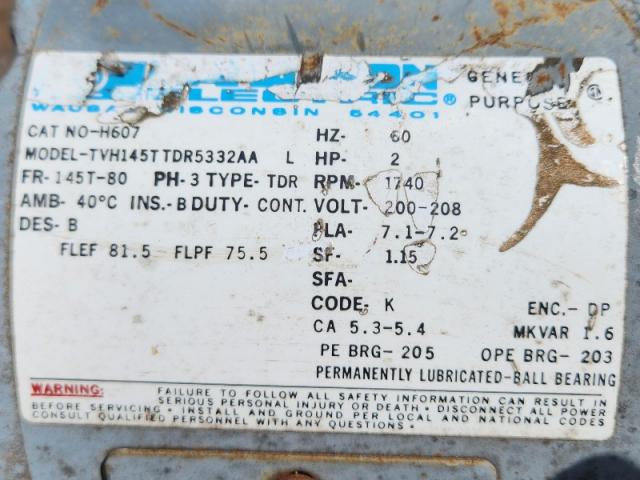 ELECTRIC®
WAUSAU, WISCONSIN 54401
GENERAL
PURPOSE
CAT NO-H607
MODEL-TVH145TTDR5332AA L
FR-145T-80 PH-3 TYPE-TDR
AMB- 40°C INS.-B DUTY- CONT.
DES- B
FLEF 81.5 FLPF 75.5
HZ- 60
HP- 2
RPM- 1740
VOLT- 200-208
FLA- 7.1-7.2
SF- 1.15
SFA-
CODE- K
ENC.- DP
CA 5.3-5.4
MKVAR 1.6
PE BRG- 205 OPE BRG- 203
PERMANENTLY LUBRICATED-BALL BEARING
WARNING: FAILURE TO FOLLOW ALL SAFETY INFORMATION CAN RESULT IN
SERIOUS PERSONAL INJURY OR DEATH • DISCONNECT ALL POWER
BEFORE SERVICING • INSTALL AND GROUND PER LOCAL AND NATIONAL CODES
CONSULT QUALIFIED PERSONNEL WITH ANY QUESTIONS.